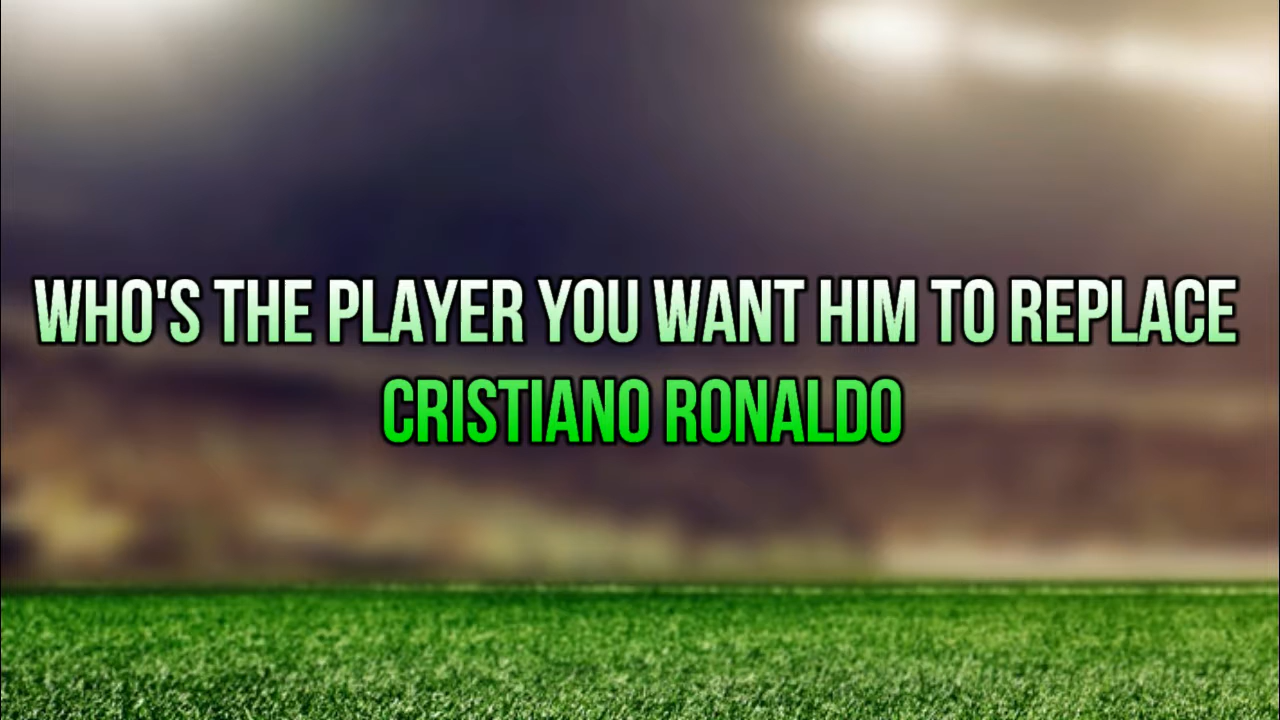 WHO'S THE PLAYER YOU WANT HIM TO REPLACE
CRISTIANO RONALDO